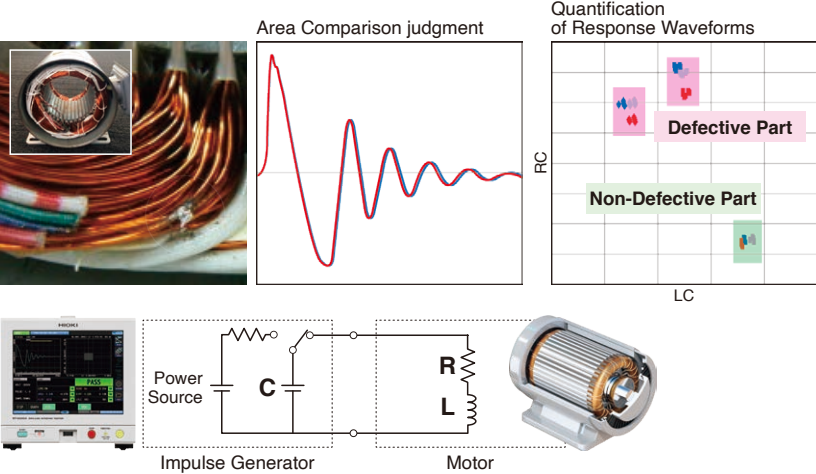 Area Comparison judgment
Quantification
of Response Waveforms
Defective Part
RC
Non-Defective Part
LC
HIOKI
PASS
Power
Source
C
R
L
Impulse Generator
Motor